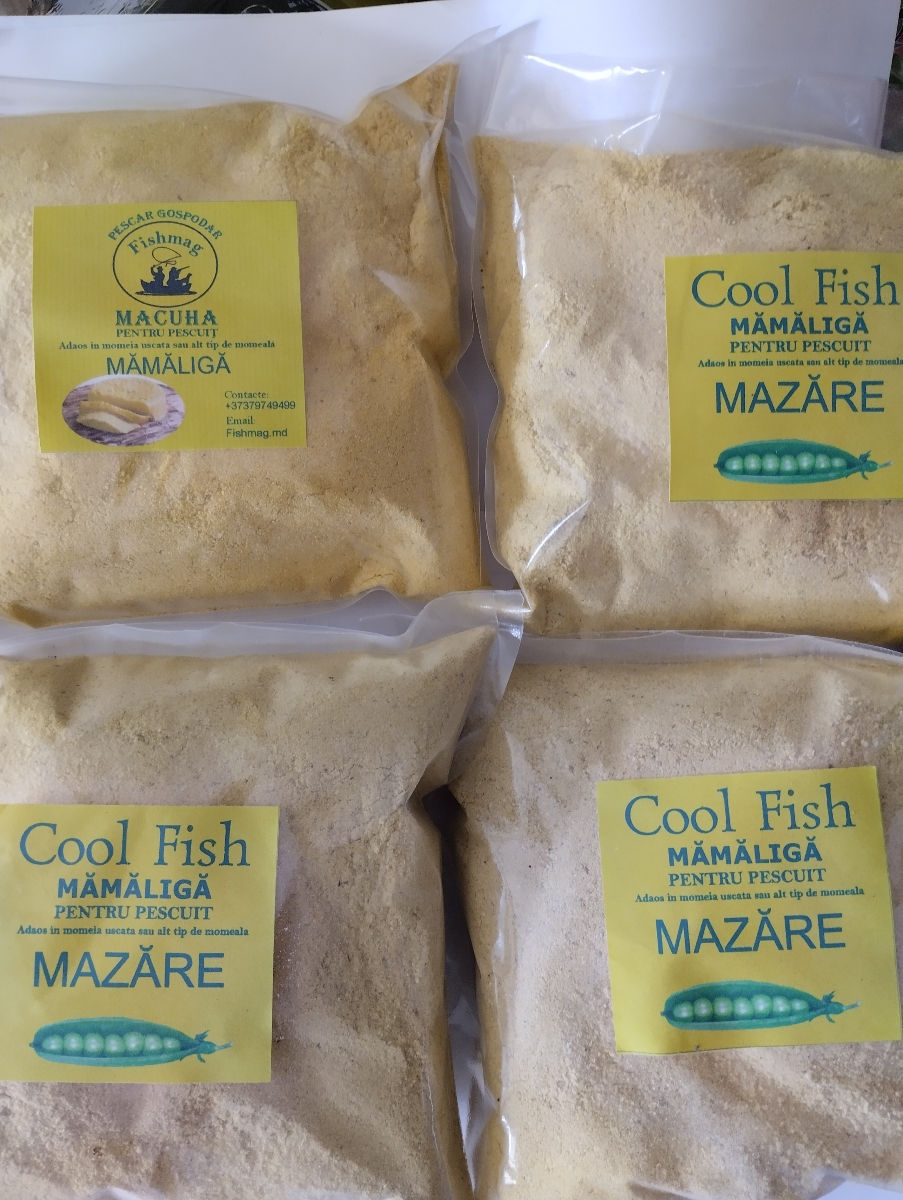 PESCAR GOSPODAR
Fishmag
MACUHA
PENTRU PESCUIT
Adaos in momeia uscata sau alt tip de momeala
MĂMĂLIGĂ
Contacte:
+37379749499
Email
Fishmag.md
Cool Fish
MĂMĂLIGĂ
PENTRU PESCUIT
Adaos in momeia uscata sau alt tip de momeala
MAZĂRE
Cool Fish
MĂMĂLIGĂ
PENTRU PESCUIT
Adaos in momeia uscata sau alt tip de momeala
MAZĂRE
Cool Fish
MĂMĂLIGĂ
PENTRU PESCUIT
Adaos in momeia uscata sau alt tip de momeala
MAZĂRE